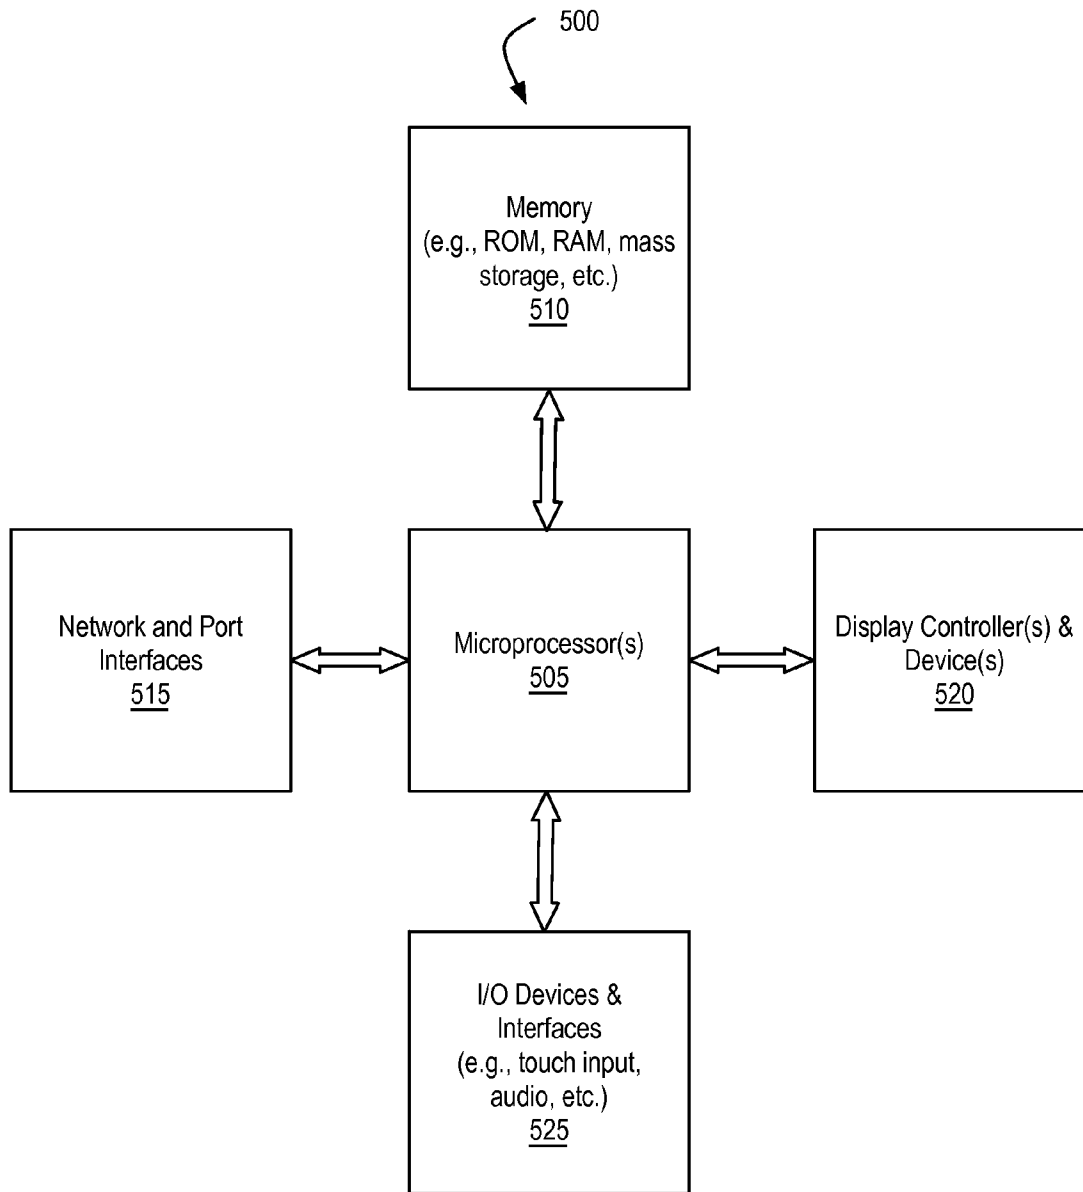 500
Memory
(e.g., ROM, RAM, mass
storage, etc.)
510
Network and Port
Interfaces
515
Microprocessor(s)
505
Display Controller(s) &
Device(s)
520
I/O Devices &
Interfaces
(e.g., touch input,
audio, etc.)
525